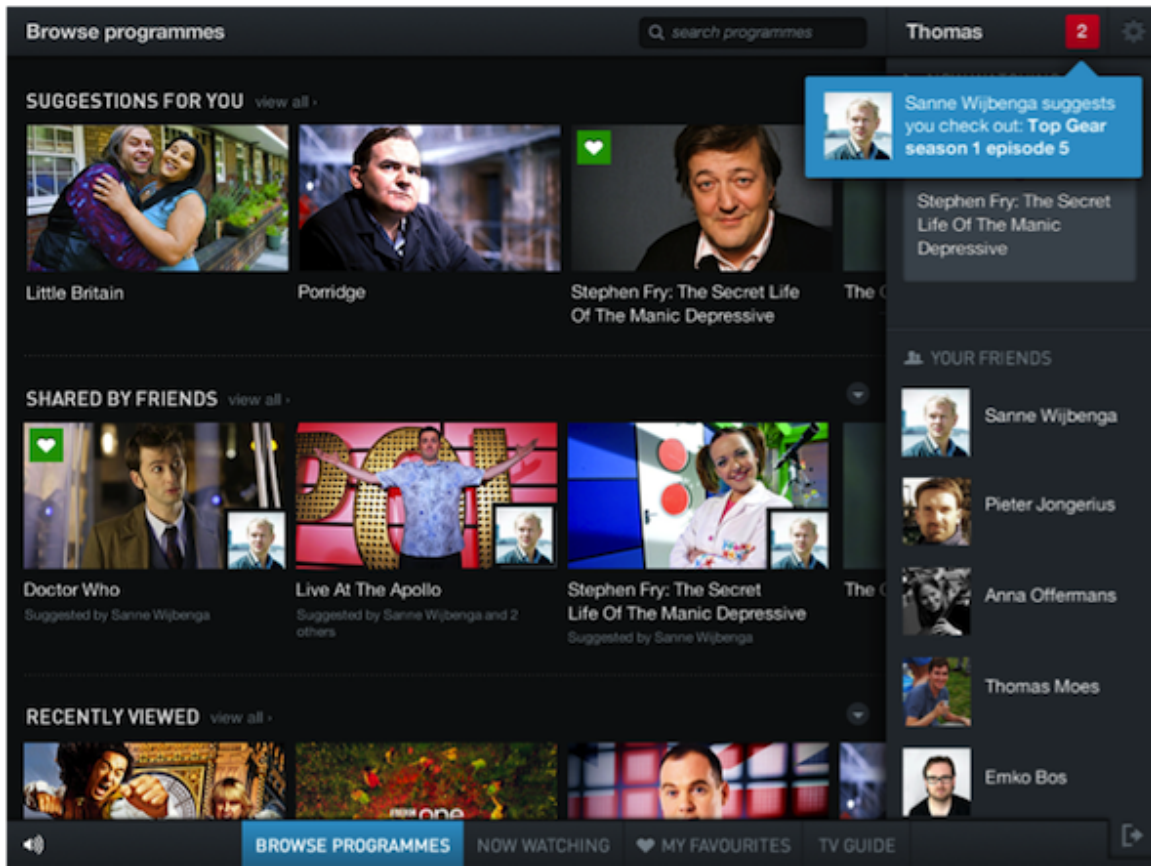 Browse programmes
search programmes
Thomas
2
Sanne Wijbenga suggests
you check out: Top Gear
season 1 episode 5
Stephen Fry: The Secret
Life Of The Manic
Depressive
SUGGESTIONS FOR YOU view all ›
Little Britain
Porridge
Stephen Fry: The Secret Life
Of The Manic Depressive
The
YOUR FRIENDS
Sanne Wijbenga
Pieter Jongerius
Anna Offermans
Thomas Moes
Emko Bos
SHARED BY FRIENDS view all ›
Doctor Who
Suggested by Sanne Wijbenga
Live At The Apollo
Suggested by Sanne Wijbenga and 2
others
Stephen Fry: The Secret
Life Of The Manic Depressive
Suggested by Sanne Wijbenga
The
RECENTLY VIEWED view all ›
one
BROWSE PROGRAMMES
NOW WATCHING
MY FAVOURITES
TV GUIDE